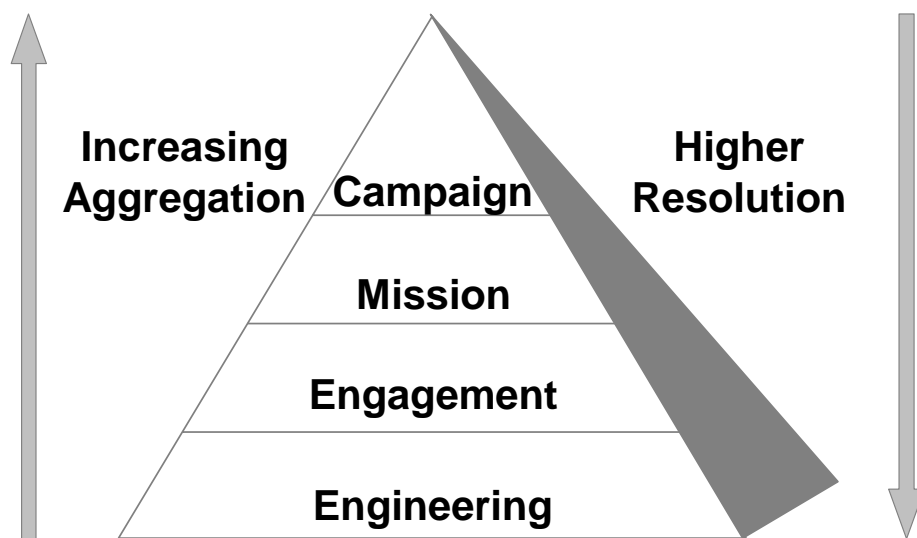 Increasing
Aggregation
Higher
Resolution
Campaign
Mission
Engagement
Engineering